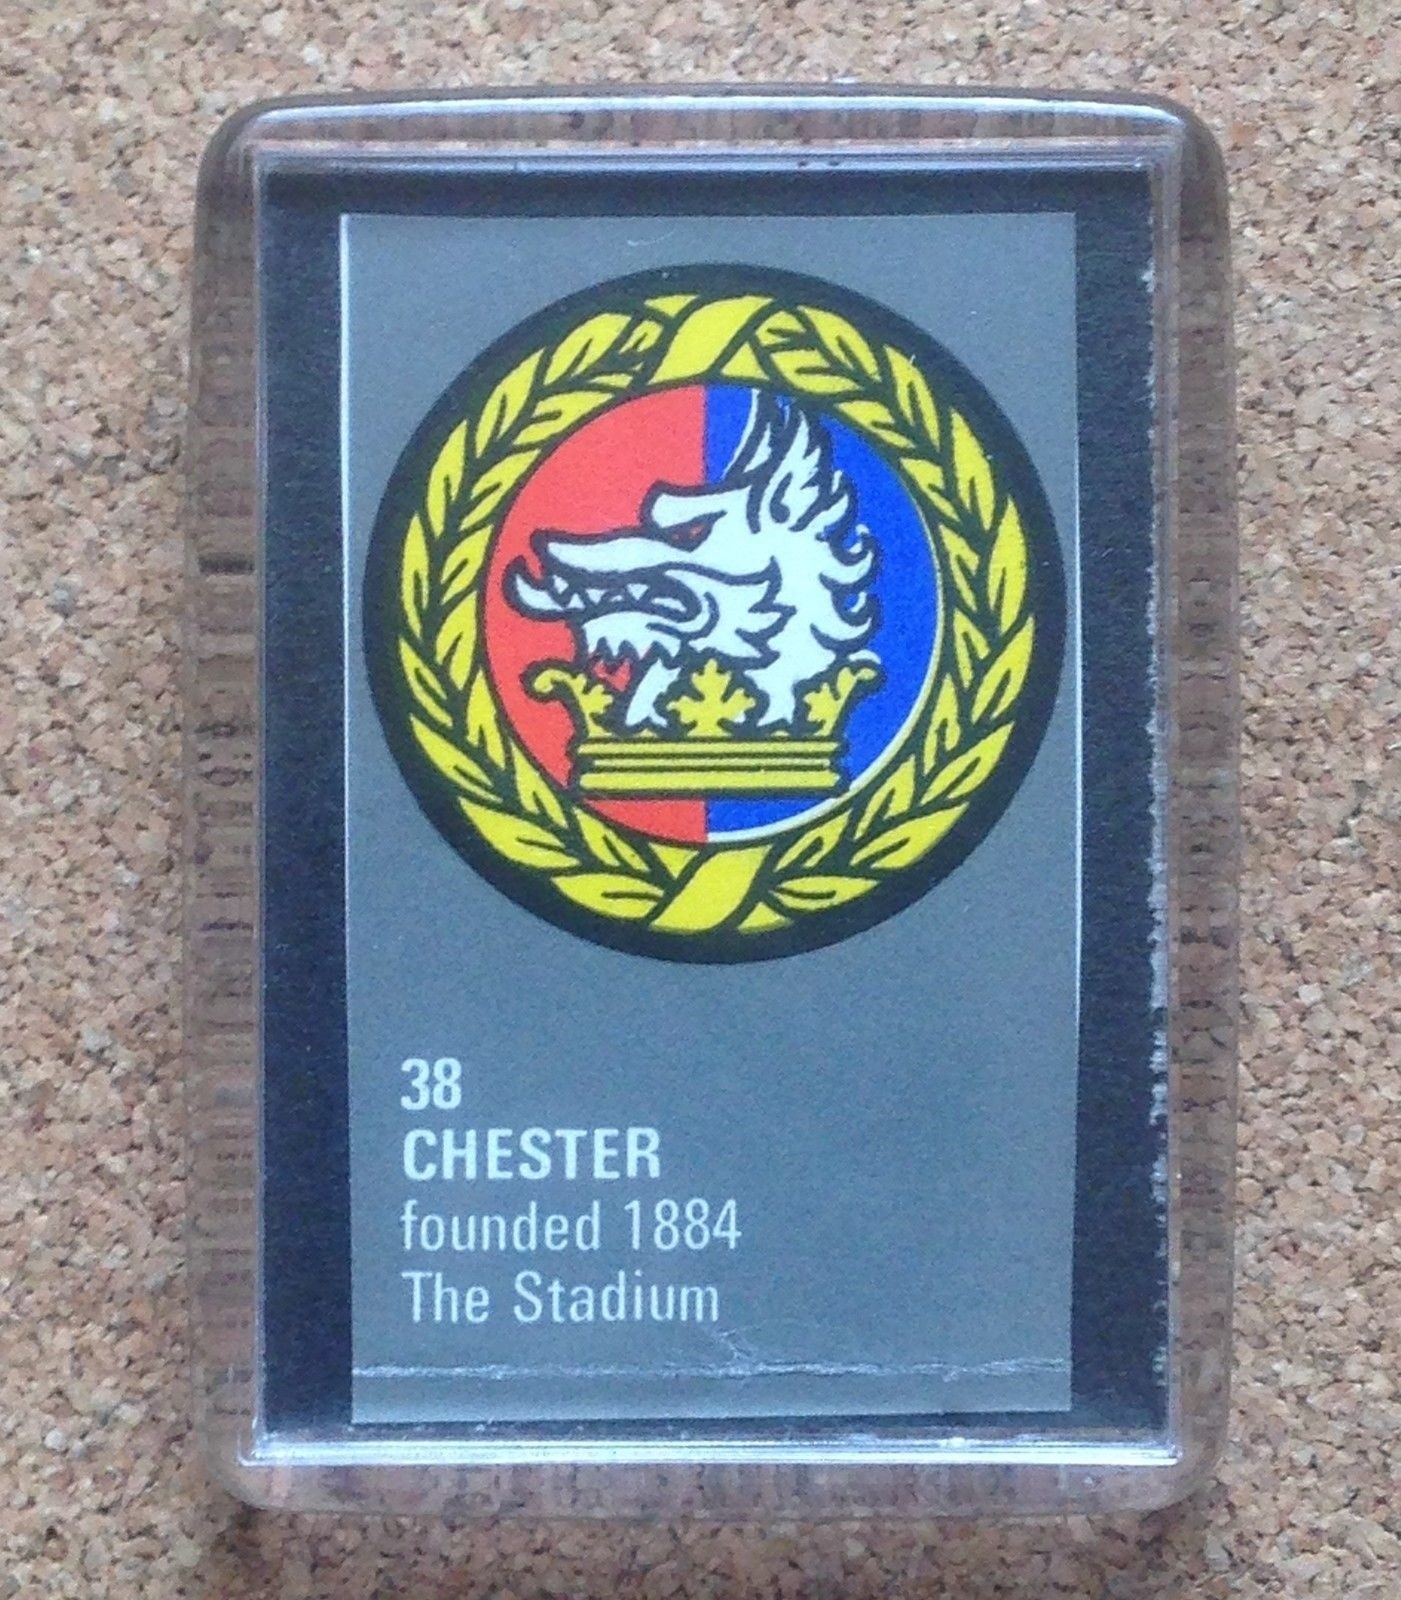 38
CHESTER
founded 1884
The Stadium